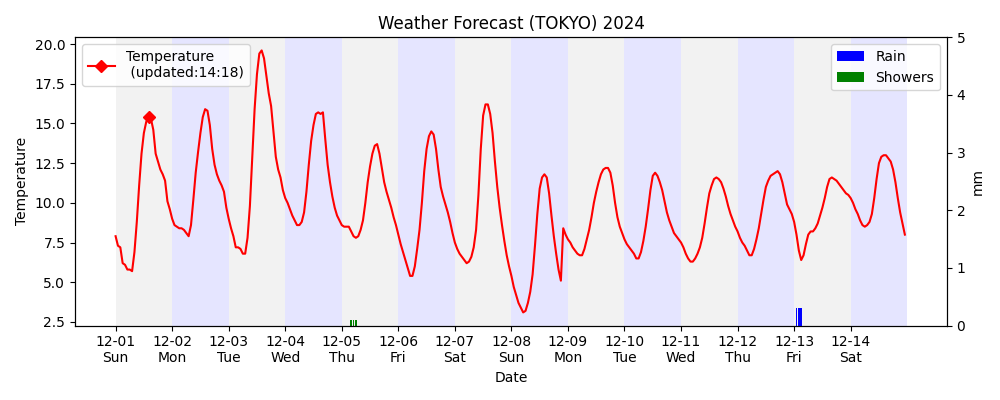 Weather Forecast (TOKYO) 2024
Temperature
(updated:14:18)
Rain
Showers
Temperature
20.0
17.5
15.0
12.5
10.0
7.5
5.0
2.5
5
4
3
2
1
0
mm
12-01 12-02 12-03 12-04 12-05 12-06 12-07 12-08 12-09 12-10 12-11 12-12 12-13 12-14
Sun Mon Tue Wed Thu Fri Sat Sun Mon Tue Wed Thu Fri Sat
Date